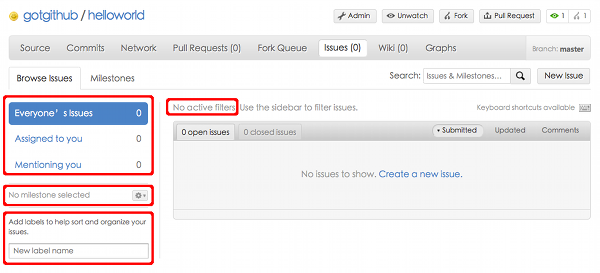 gotgithub / helloworld
Admin Unwatch Fork Pull Request 1 1
Source Commits Network Pull Requests (0) Fork Queue Issues (0) Wiki (0) Graphs Branch: master
Browse Issues Milestones Search: Issues & Milestones... New Issue
Everyone’s Issues 0
Assigned to you 0
Mentioning you 0
No milestone selected
Add labels to help sort and organize your
issues.
New label name
No active filters. Use the sidebar to filter issues. Keyboard shortcuts available
0 open issues 0 closed issues Submitted Updated Comments
No issues to show. Create a new issue.